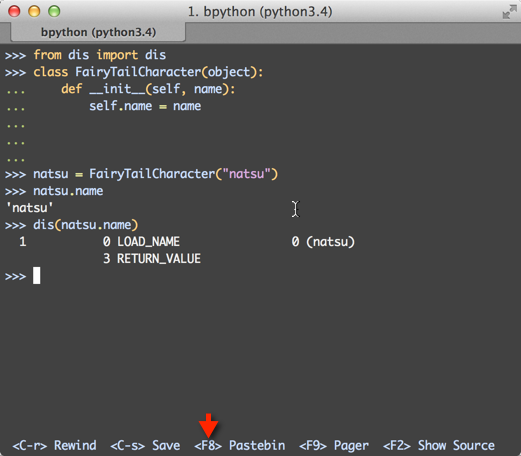 1. bpython (python3.4)
bpython (python3.4)
>>> from dis import dis
>>> class FairyTailCharacter(object):
...     def __init__(self, name):
...         self.name = name
...
...
...
>>> natsu = FairyTailCharacter("natsu")
>>> natsu.name
'natsu'
>>> dis(natsu.name)
  1           0 LOAD_NAME                0 (natsu)
              3 RETURN_VALUE
>>>
<C-r> Rewind  <C-s> Save  <F8> Pastebin  <F9> Pager  <F2> Show Source